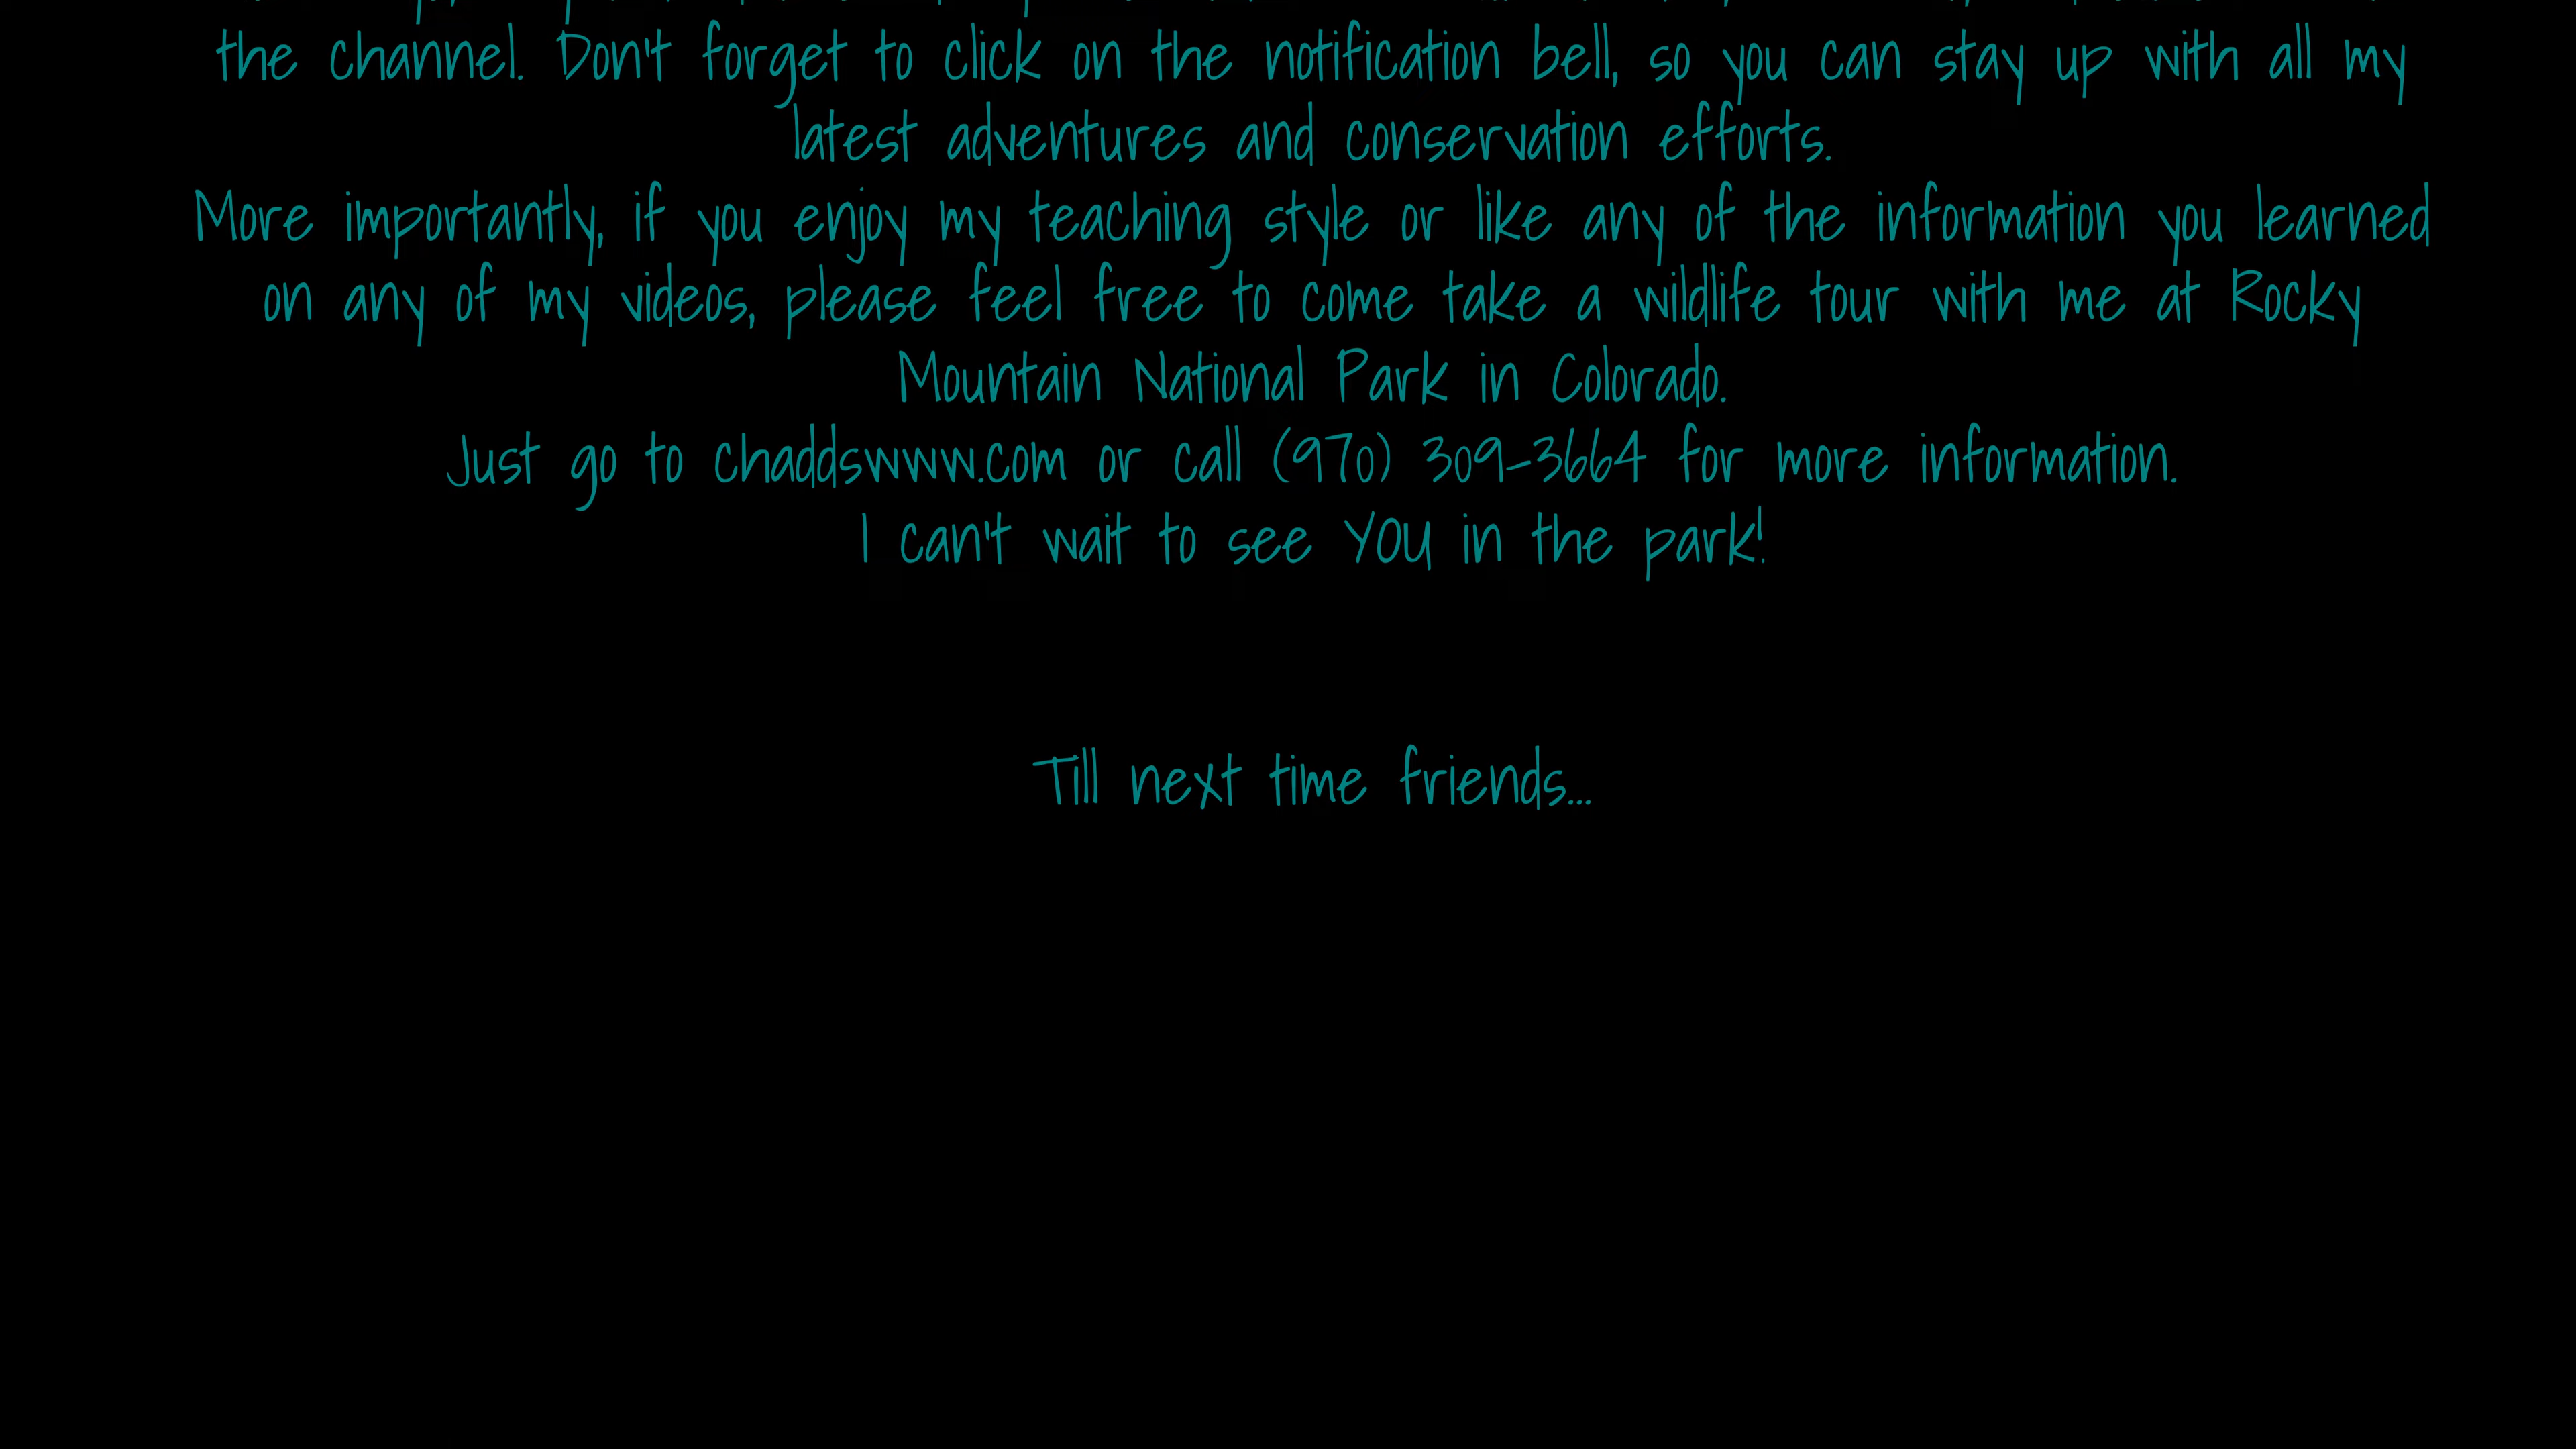 the channel. Don't forget to click on the notification bell, so you can stay up with all my
latest adventures and conservation efforts.
More importantly, if you enjoy my teaching style or like any of the information you learned
on any of my videos, please feel free to come take a wildlife tour with me at Rocky
Mountain National Park in Colorado.
Just go to chaddswww.com or call (970) 309-3664 for more information.
I can't wait to see YOU in the park!
Till next time friends...